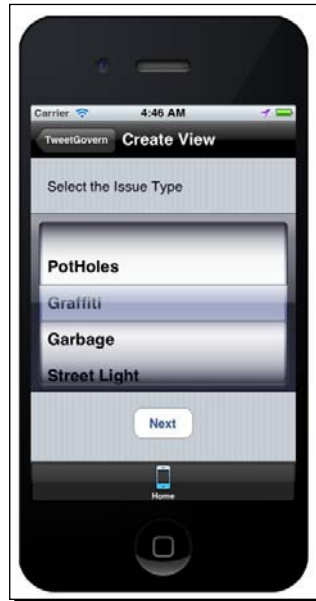 Carrier 4:46 AM
TweetGovern Create View
Select the Issue Type
PotHoles
Graffiti
Garbage
Street Light
Next
Home